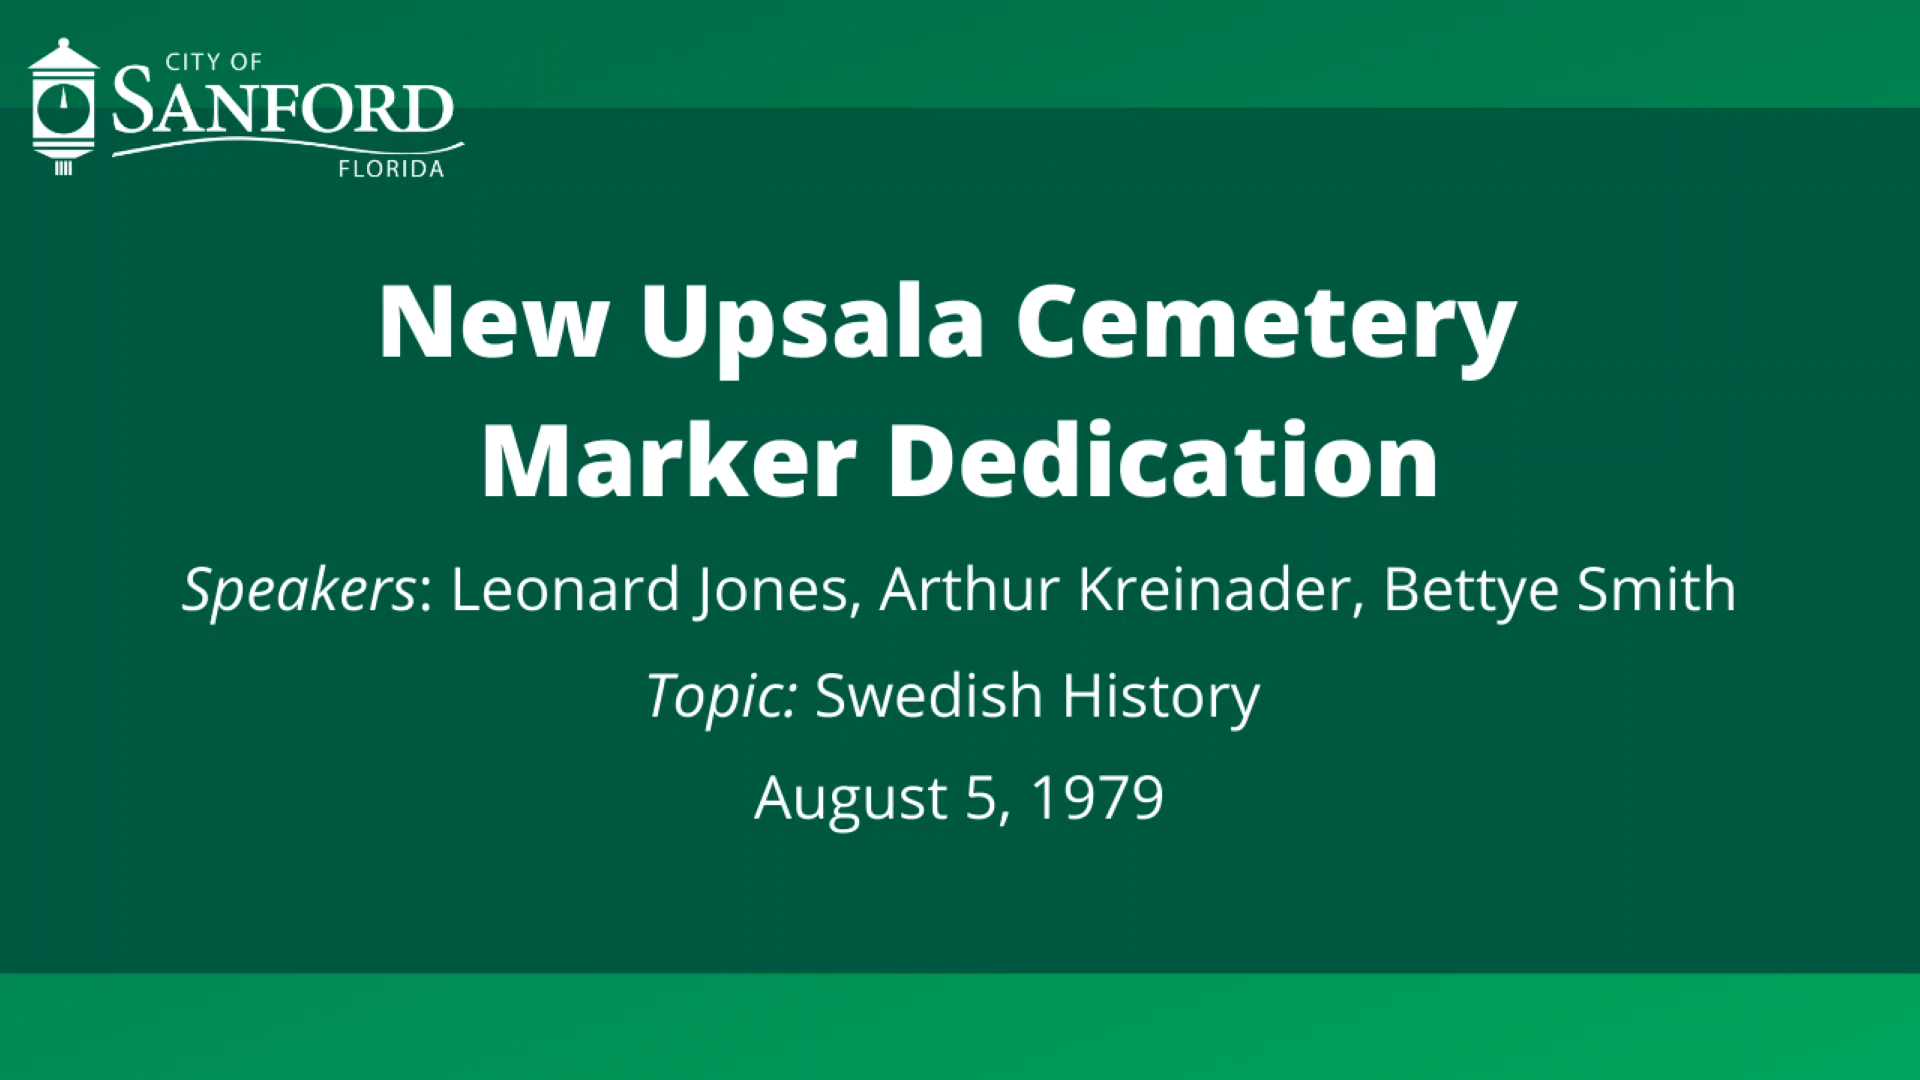 CITY OF
SANFORD
FLORIDA
New Upsala Cemetery
Marker Dedication
Speakers: Leonard Jones, Arthur Kreinader, Bettye Smith
Topic: Swedish History
August 5, 1979